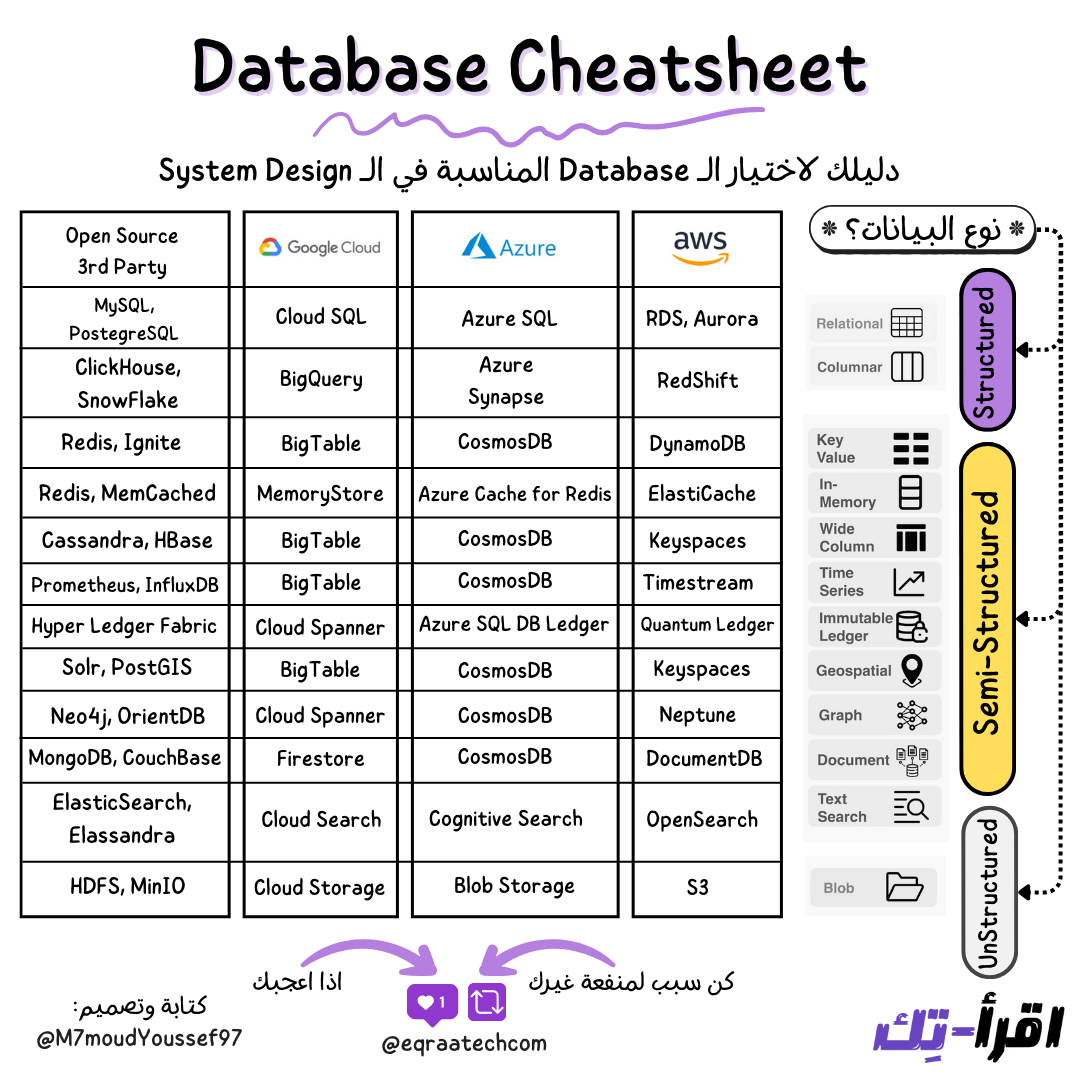 Database Cheatsheet
دليلك لاختيار الـ Database المناسبة في الـ System Design
Open Source
3rd Party
Google Cloud
Azure
aws
* نوع البيانات؟ *
MySQL,
PostegreSQL
Cloud SQL
Azure SQL
RDS, Aurora
Relational
ClickHouse,
SnowFlake
BigQuery
Azure
Synapse
RedShift
Columnar
Structured
Redis, Ignite
BigTable
CosmosDB
DynamoDB
Key
Value
Redis, MemCached
MemoryStore
Azure Cache for Redis
ElastiCache
In-
Memory
Cassandra, HBase
BigTable
CosmosDB
Keyspaces
Wide
Column
Prometheus, InfluxDB
BigTable
CosmosDB
Timestream
Time
Series
Hyper Ledger Fabric
Cloud Spanner
Azure SQL DB Ledger
Quantum Ledger
Immutable
Ledger
Solr, PostGIS
BigTable
CosmosDB
Keyspaces
Geospatial
Neo4j, OrientDB
Cloud Spanner
CosmosDB
Neptune
Graph
MongoDB, CouchBase
Firestore
CosmosDB
DocumentDB
Document
ElasticSearch,
Elassandra
Cloud Search
Cognitive Search
OpenSearch
Text
Search
Semi-Structured
HDFS, MinIO
Cloud Storage
Blob Storage
S3
Blob
UnStructured
اذا اعجبك
كن سبب لمنفعة غيرك
1
@eqraatechcom
كتابة وتصميم:
@M7moudYoussef97
اقرأ-تِك